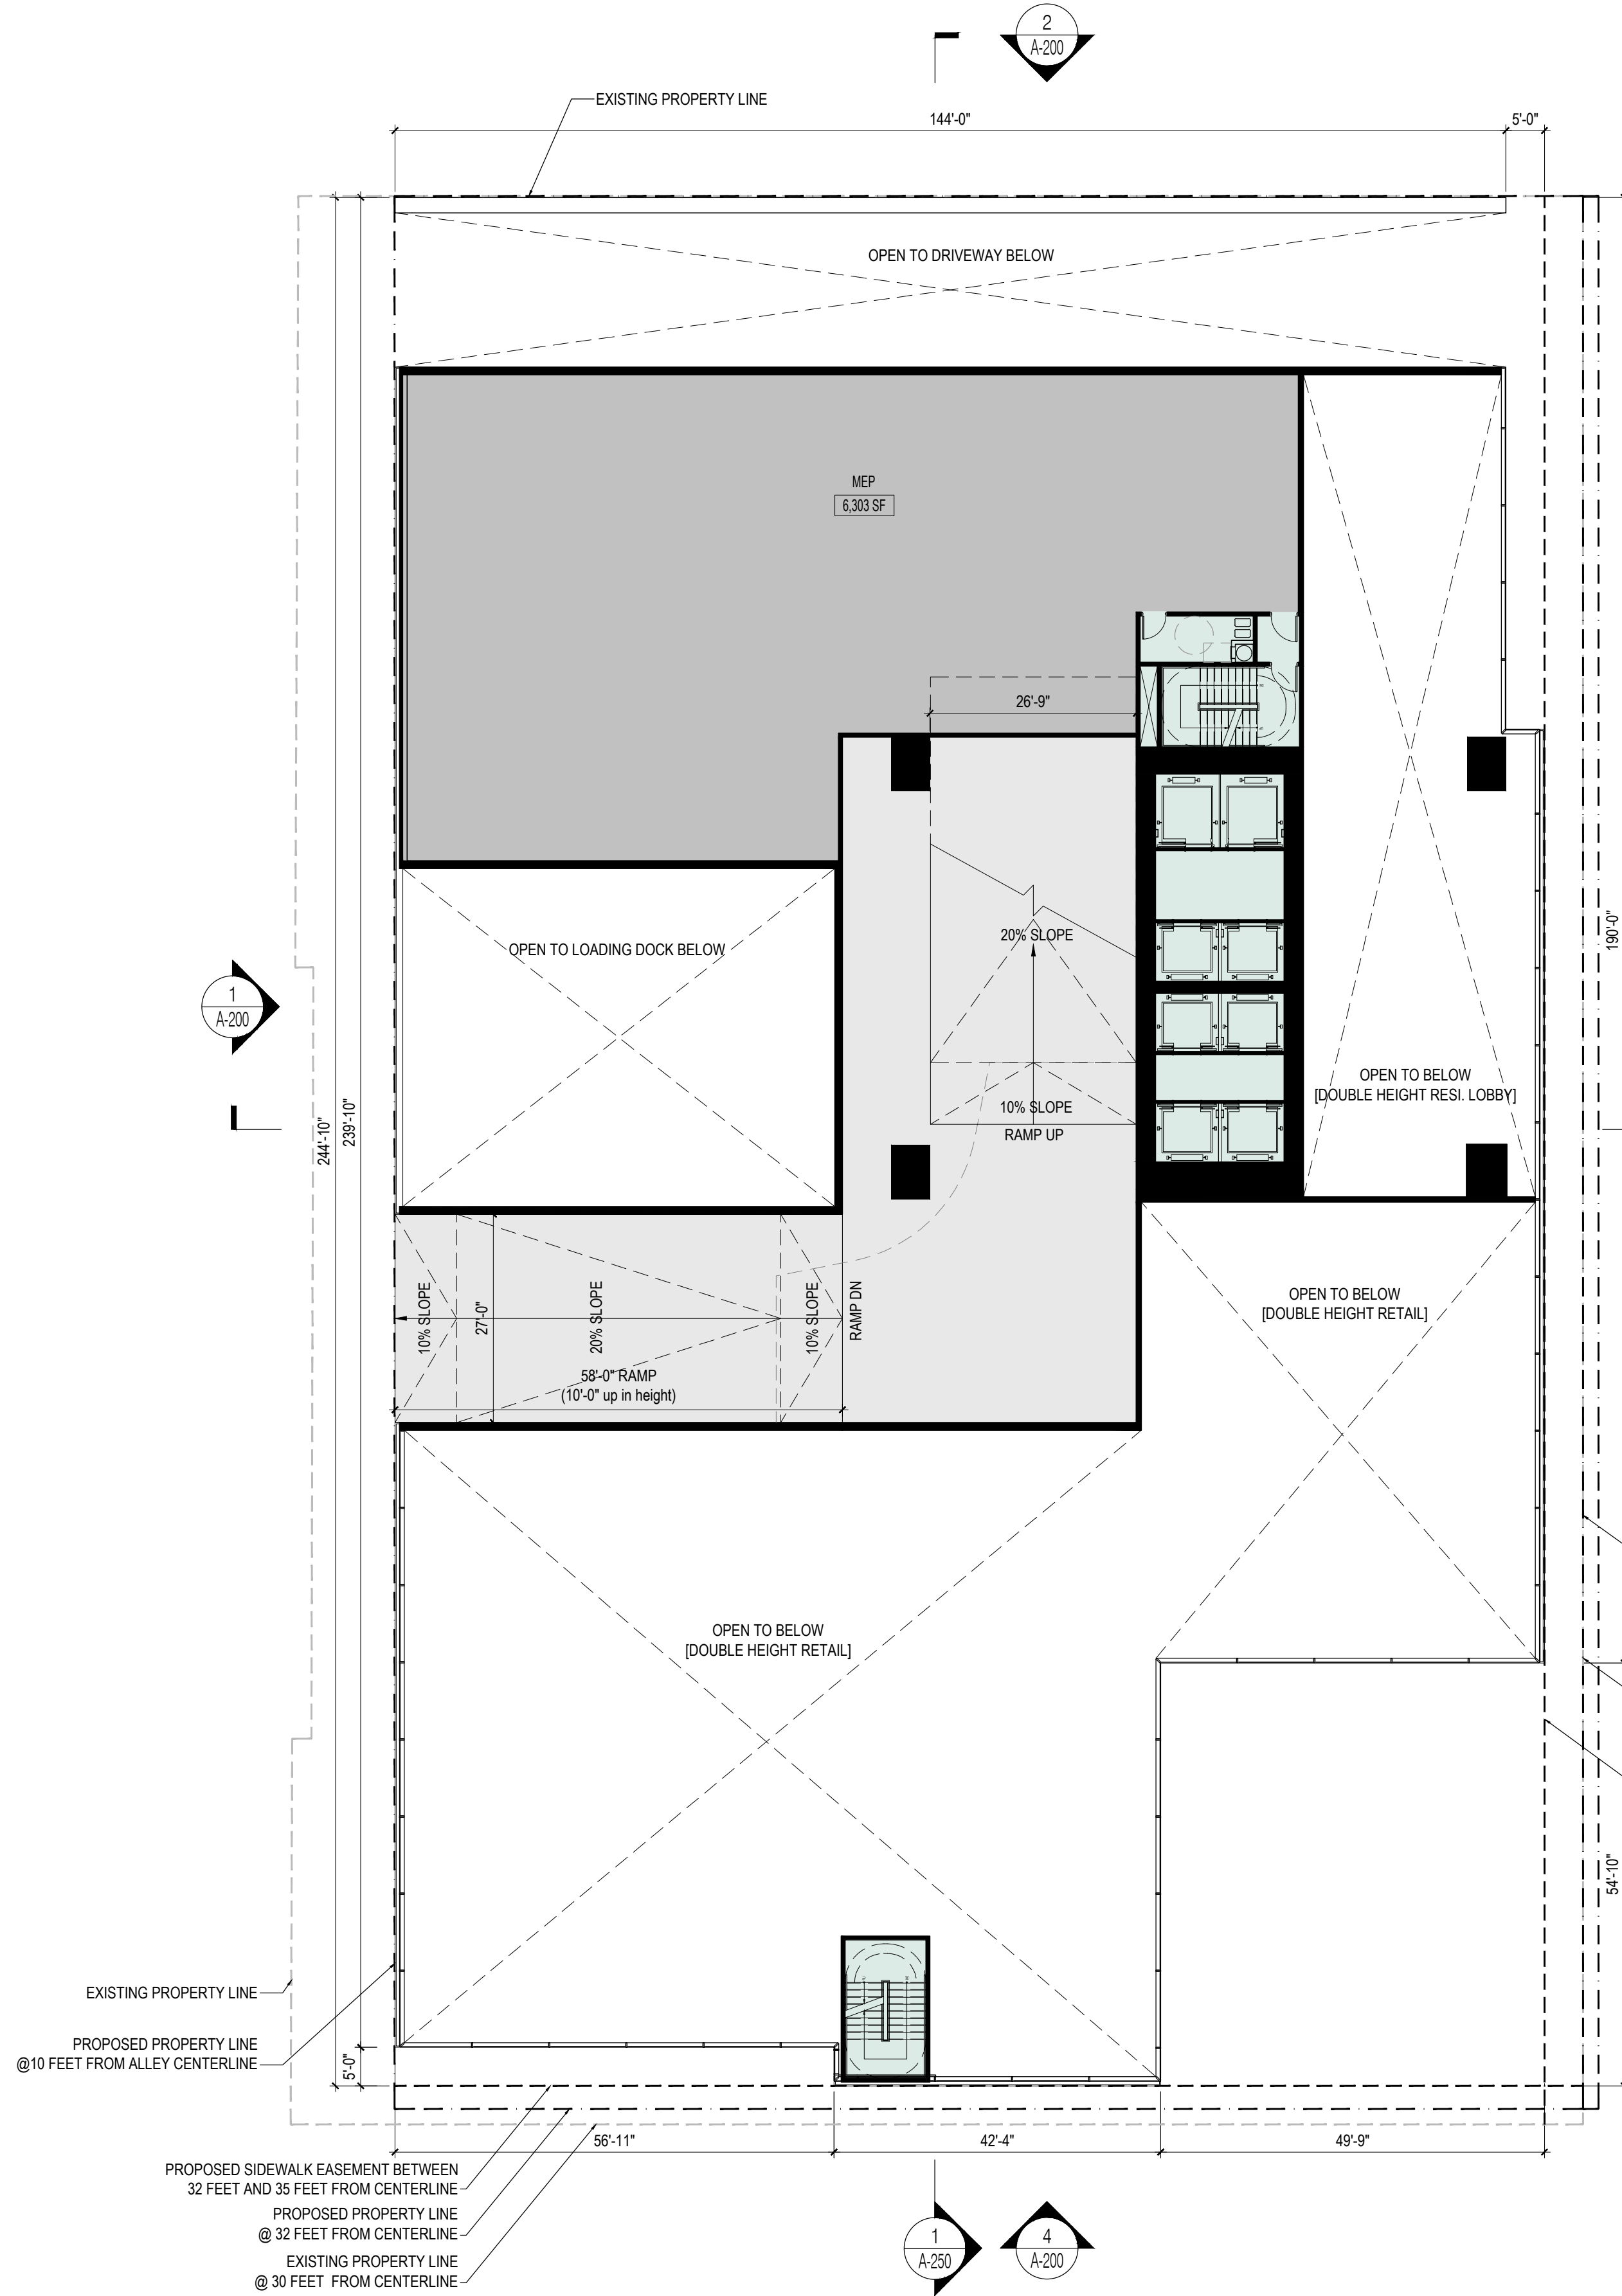 2
A-200
EXISTING PROPERTY LINE
144'-0"
5'-0"
OPEN TO DRIVEWAY BELOW
MEP
6,303 SF
26'-9"
20% SLOPE
10% SLOPE
RAMP UP
OPEN TO LOADING DOCK BELOW
1
A-200
244'-10"
239'-10"
190'-0"
OPEN TO BELOW
[DOUBLE HEIGHT RESI. LOBBY]
10% SLOPE
27'-0"
20% SLOPE
10% SLOPE
RAMP DN
58'-0" RAMP
(10'-0" up in height)
OPEN TO BELOW
[DOUBLE HEIGHT RETAIL]
OPEN TO BELOW
[DOUBLE HEIGHT RETAIL]
54'-10"
EXISTING PROPERTY LINE
PROPOSED PROPERTY LINE
@10 FEET FROM ALLEY CENTERLINE
5'-0"
56'-11"
42'-4"
49'-9"
PROPOSED SIDEWALK EASEMENT BETWEEN
32 FEET AND 35 FEET FROM CENTERLINE
PROPOSED PROPERTY LINE
@ 32 FEET FROM CENTERLINE
EXISTING PROPERTY LINE
@ 30 FEET FROM CENTERLINE
1
A-250
4
A-200